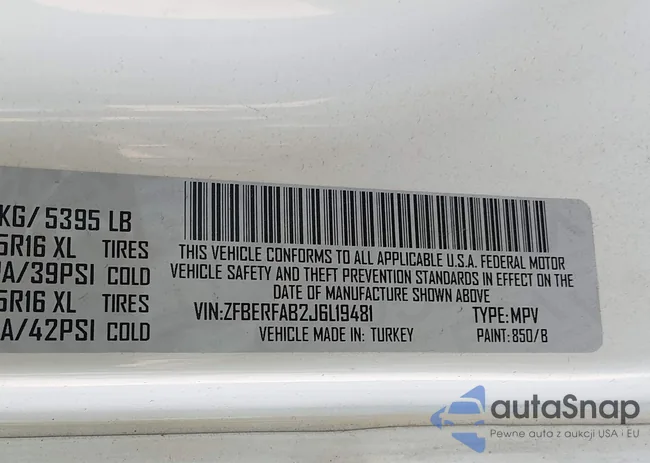 KG/5395 LB
5R16 XL TIRES
A/39PSI COLD
5R16 XL TIRES
A/42PSI COLD
THIS VEHICLE CONFORMS TO ALL APPLICABLE U.S.A. FEDERAL MOTOR
VEHICLE SAFETY AND THEFT PREVENTION STANDARDS IN EFFECT ON THE
DATE OF MANUFACTURE SHOWN ABOVE
VIN:ZFBERFAB2J6L19481 TYPE:MPV
VEHICLE MADE IN: TURKEY PAINT:850/B
autaSnap
Pewne auta z aukcji USA i EU